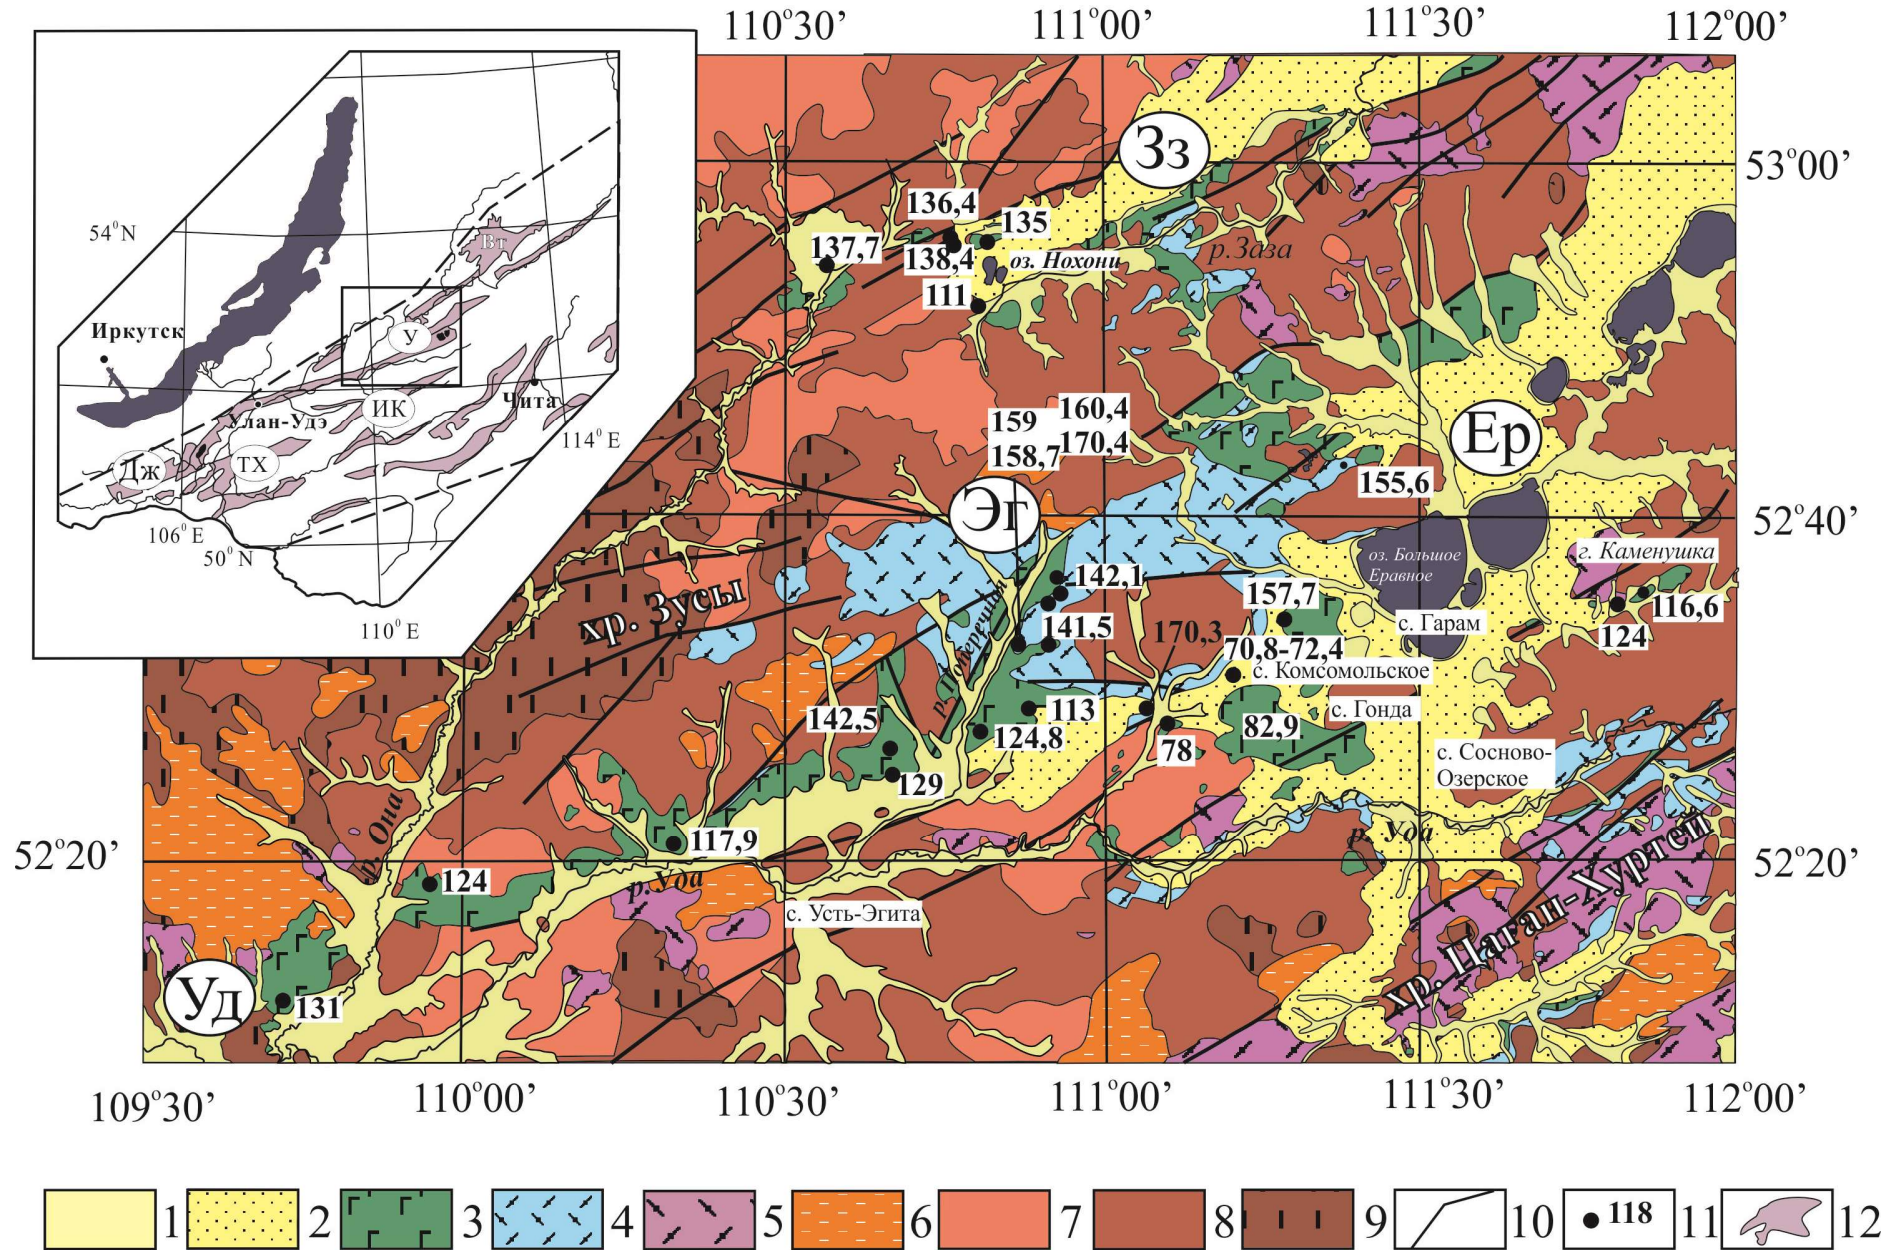 110°30’
111°00’
111°30’
112°00’
54° N
Иркутск
Улан-Удэ
Чита
Вт
У
ИК
ТХ
Дж
114° E
106° E
50° N
110° E
Зз
53°00’
136,4
135
137,7
138,4
оз. Нохони
р.Заза
111
159
160,4
158,7
170,4
Ер
155,6
Эг
52°40’
оз. Большое
Еравное
г. Каменушка
хр. Зусы
142,1
157,7
116,6
с. Гарам
141,5
170,3
124
70,8-72,4
р. Поперечная
с. Комсомольское
142,5
113
с. Гонда
124,8
82,9
78
с. Сосново-
Озерское
129
р. Она
117,9
р. Уда
52°20’
52°20’
124
р. Уда
с. Усть-Эгита
хр. Цаган-Хуртей
Уд
131
109°30’
110°00’
110°30’
111°00’
111°30’
112°00’
1 2 3 4 5 6 7 8 9 10 118 11 12